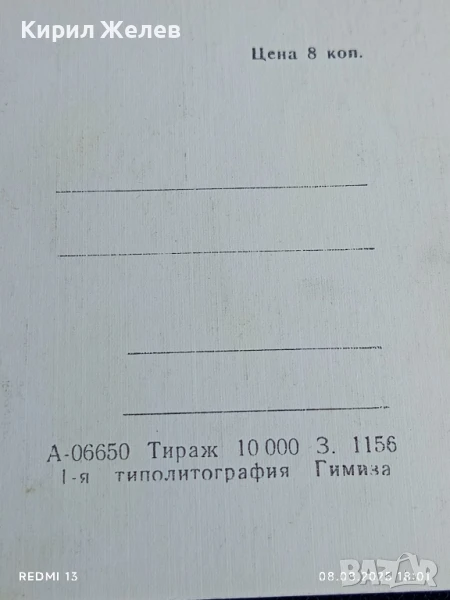 Кирил Желев
Цена 8 коп.
А-06650 Тираж 10 000 З. 1156
1-я типолитография Гимиза
BAZAR
REDMI 13
08.03.2025 18:01